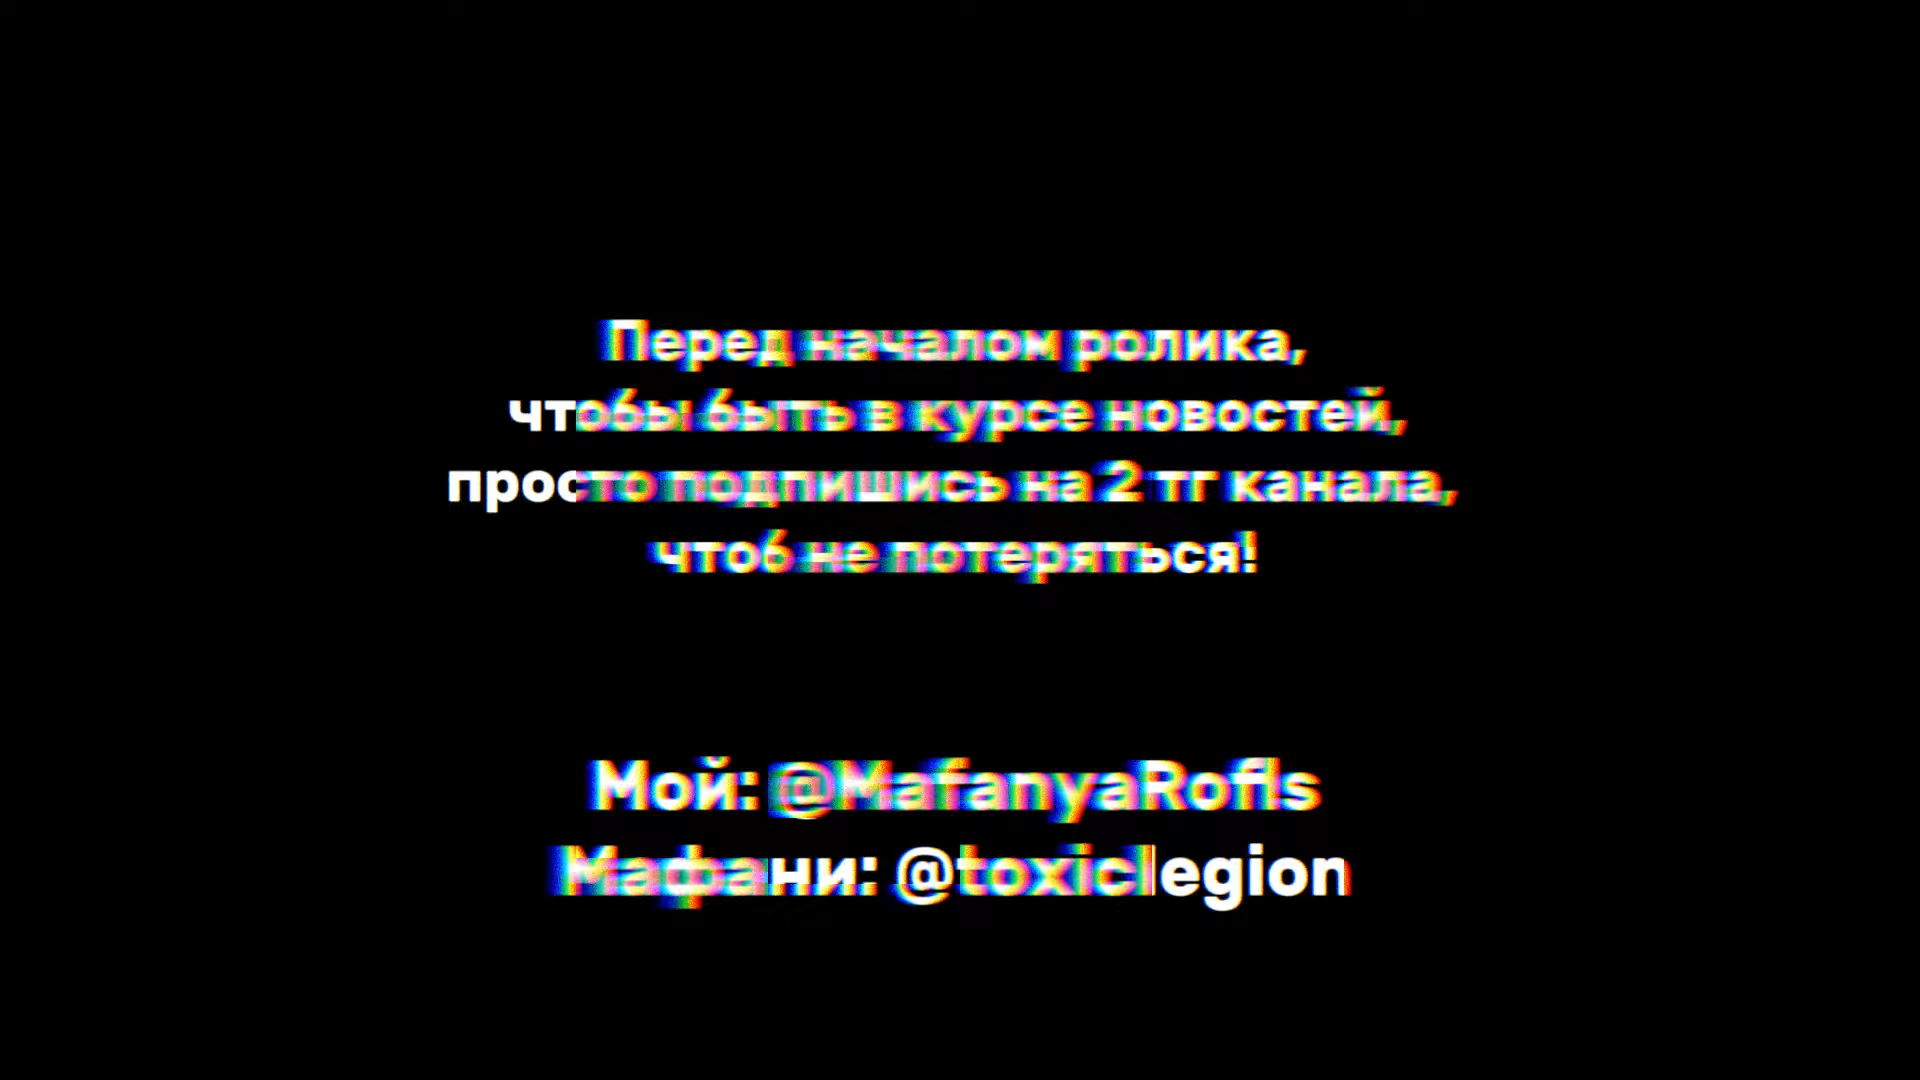 Перед началом ролика,
чтобы быть в курсе новостей,
просто подпишись на 2 тг канала,
чтоб не потеряться!
Мой: @MafanyaRofls
Мафани: @toxiclegion